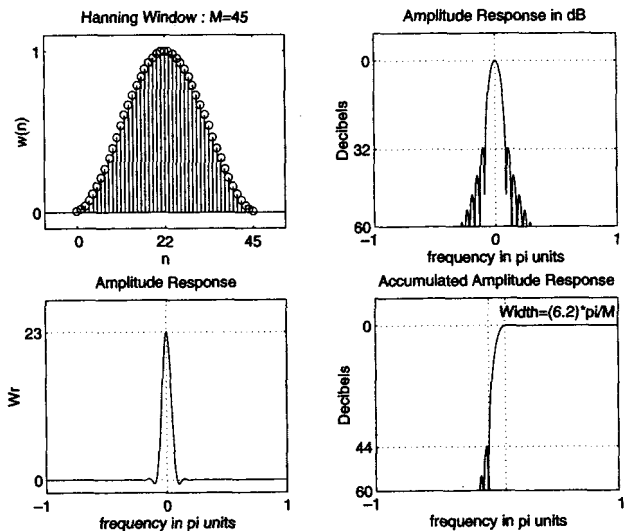 Hanning Window : M=45
1
w(n)
0
0
22
45
n
Amplitude Response in dB
0
Decibels
32
60
-1
0
1
frequency in pi units
Amplitude Response
23
Wr
0
-1
0
1
frequency in pi units
Accumulated Amplitude Response
Width=(6.2)*pi/M
0
Decibels
44
60
-1
0
1
frequency in pi units